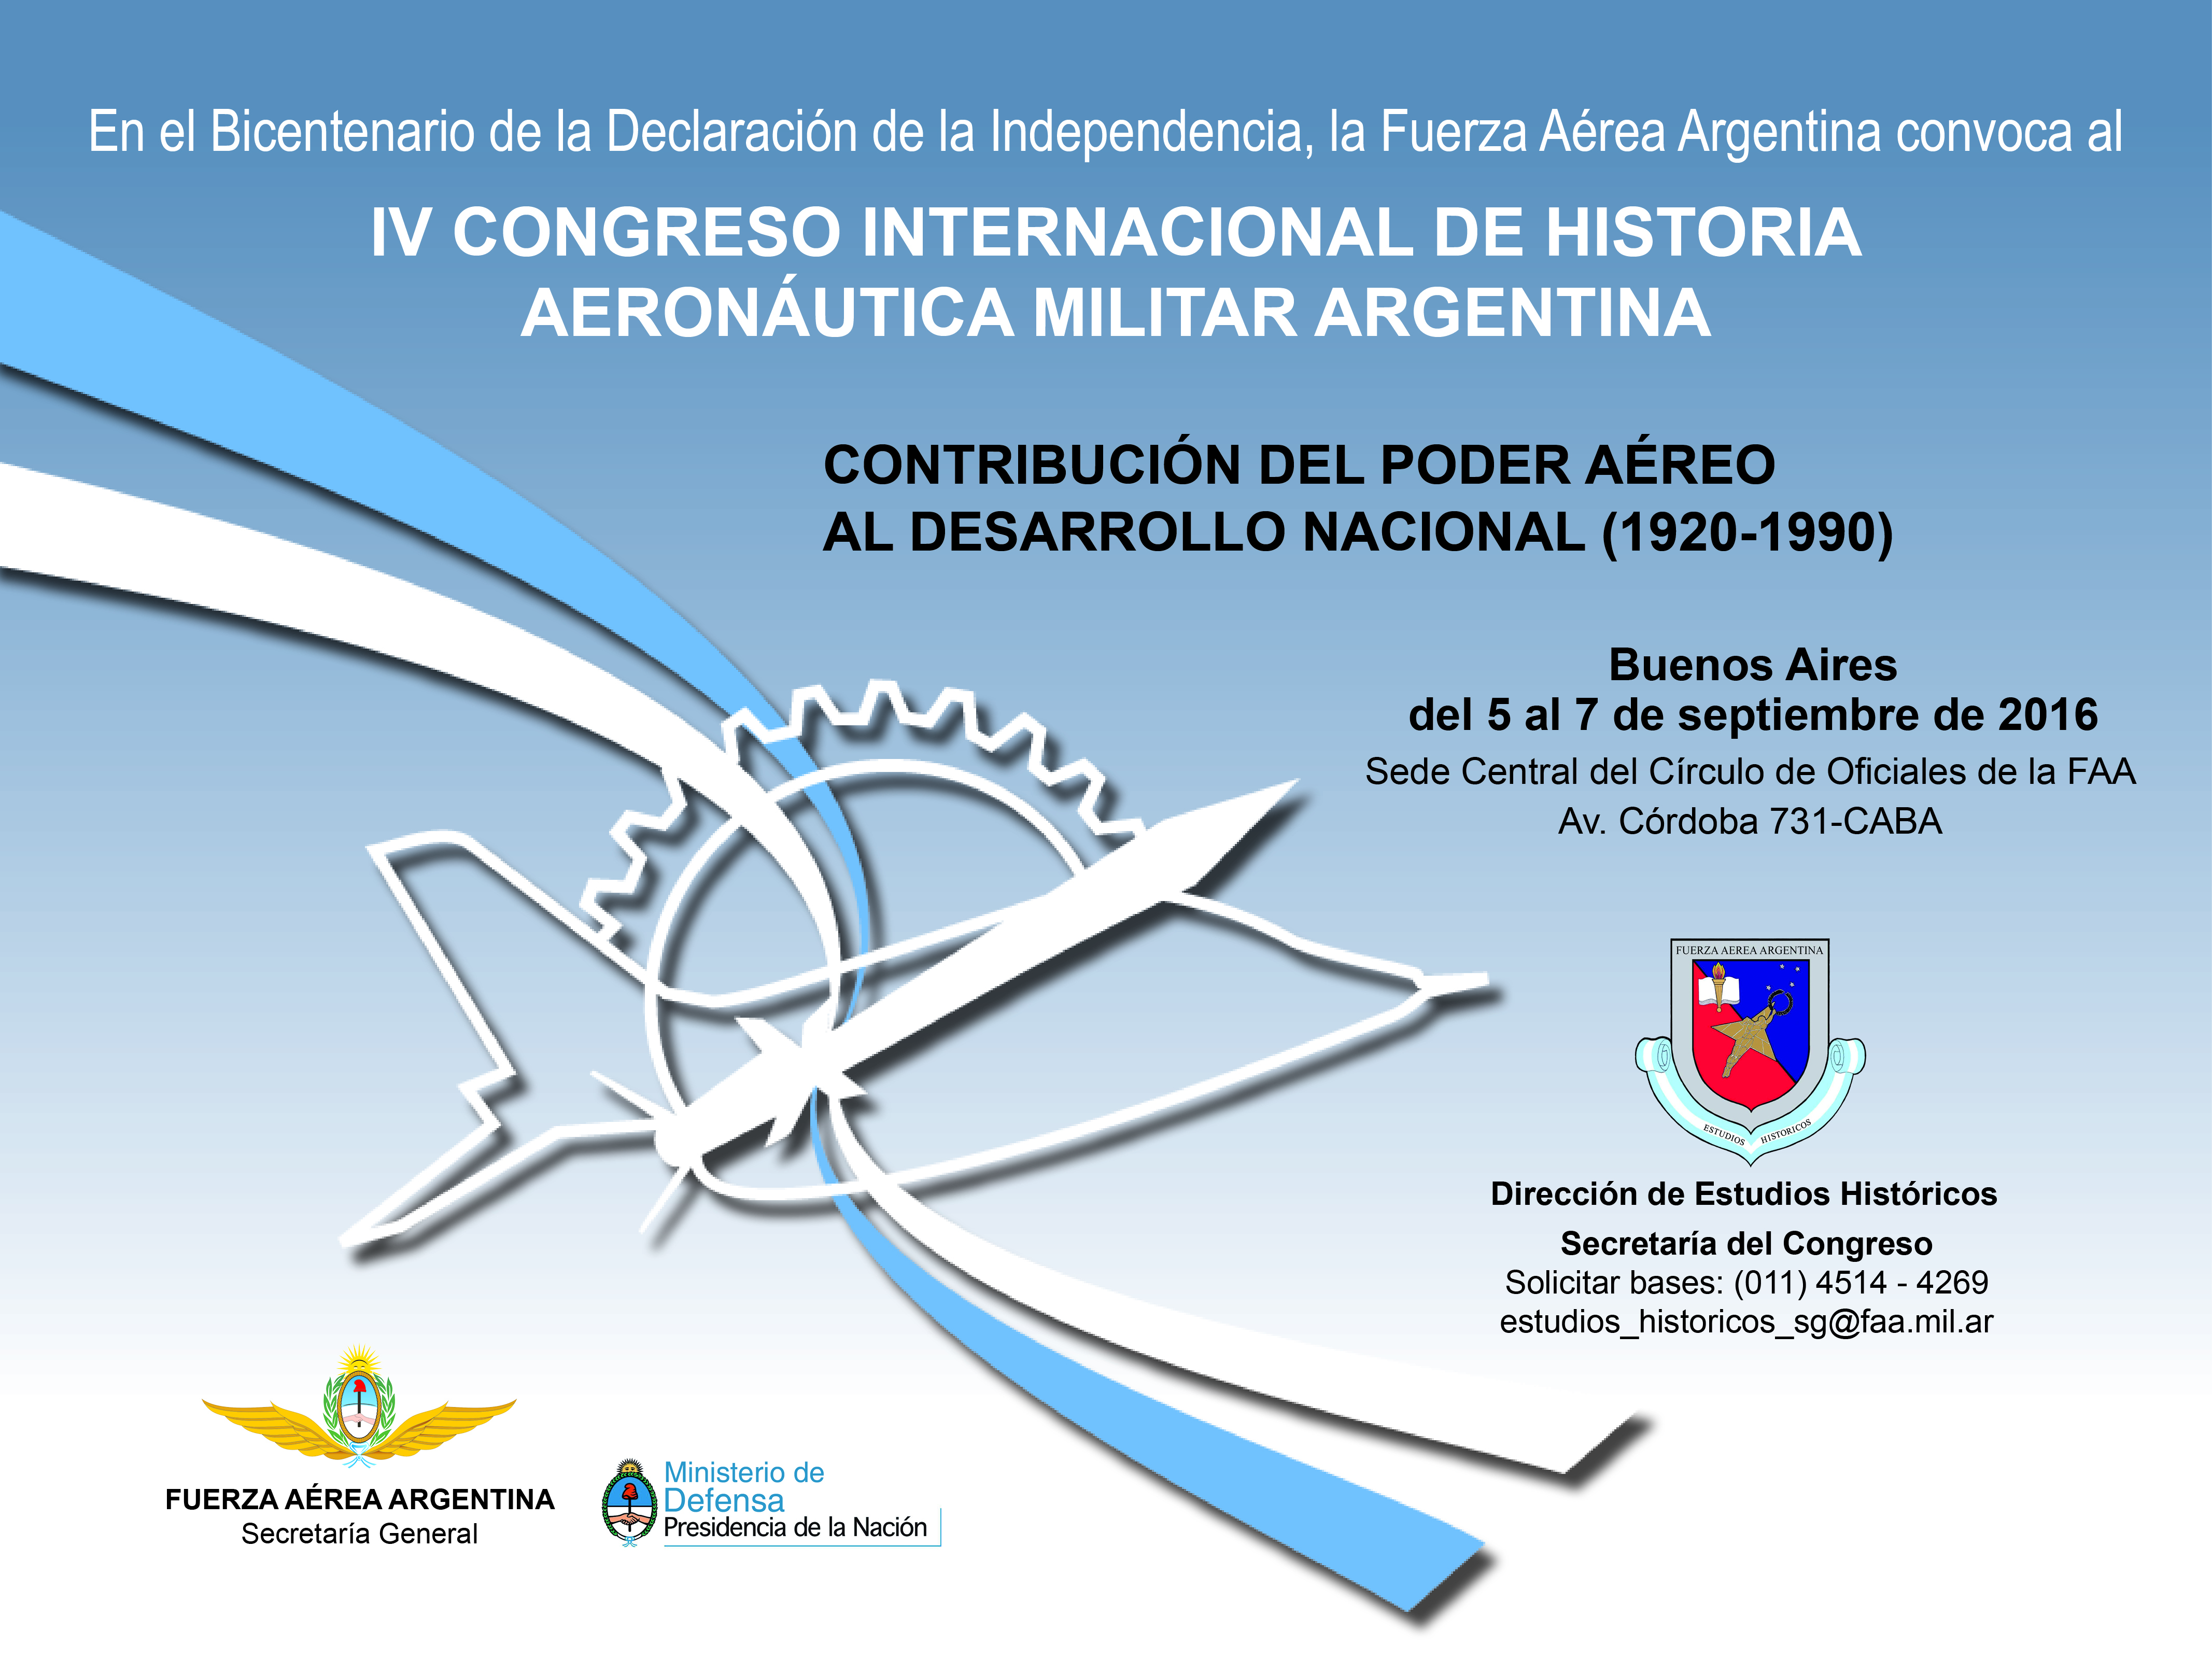 En el Bicentenario de la Declaración de la Independencia, la Fuerza Aérea Argentina convoca al
IV CONGRESO INTERNACIONAL DE HISTORIA
AERONÁUTICA MILITAR ARGENTINA
CONTRIBUCIÓN DEL PODER AÉREO
AL DESARROLLO NACIONAL (1920-1990)
Buenos Aires
del 5 al 7 de septiembre de 2016
Sede Central del Círculo de Oficiales de la FAA
Av. Córdoba 731-CABA
FUERZA AEREA ARGENTINA
ESTUDIOS HISTORICOS
Dirección de Estudios Históricos
Secretaría del Congreso
Solicitar bases: (011) 4514 - 4269
estudios_historicos_sg@faa.mil.ar
FUERZA AÉREA ARGENTINA
Secretaría General
Ministerio de
Defensa
Presidencia de la Nación